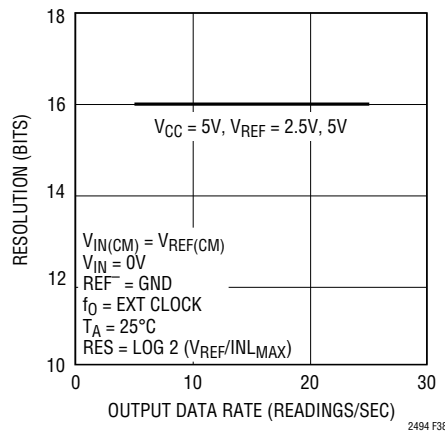 18
16
14
12
10
RESOLUTION (BITS)
VCC = 5V, VREF = 2.5V, 5V
VIN(CM) = VREF(CM)
VIN = 0V
REF– = GND
fO = EXT CLOCK
TA = 25°C
RES = LOG 2 (VREF/INLMAX)
0 10 20 30
OUTPUT DATA RATE (READINGS/SEC)